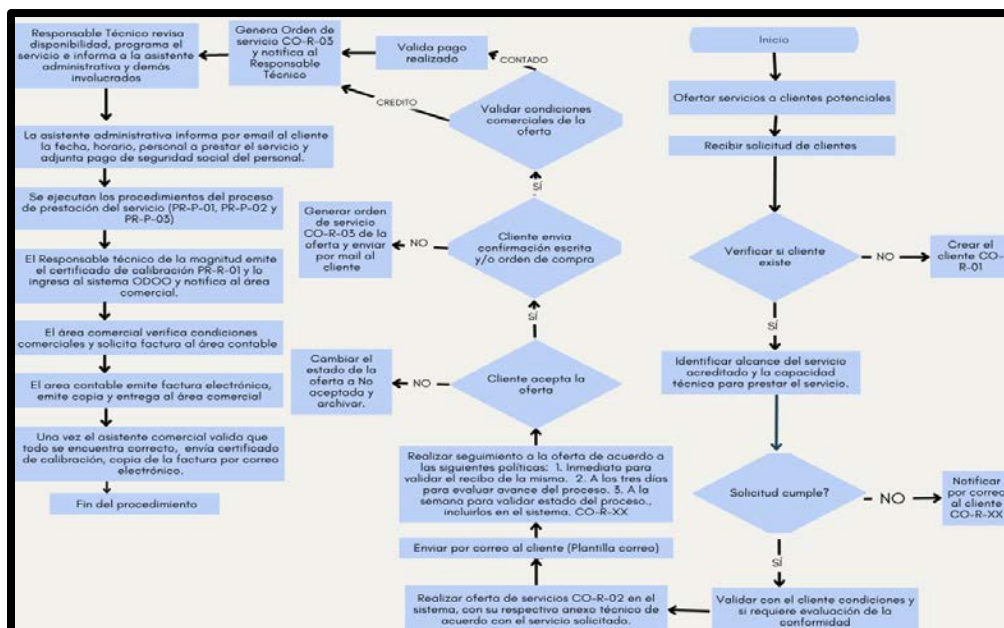 Inicio
Ofertar servicios a clientes potenciales
Recibir solicitud de clientes
Verificar si cliente
existe
NO
Crear el
cliente CO-
R-01
SÍ
Identificar alcance del servicio
acreditado y la capacidad
técnica para prestar el servicio.
Solicitud cumple?
NO
Notificar
por correo
al cliente
CO-R-XX
SÍ
Validar con el cliente condiciones y
si requiere evaluación de la
conformidad
Realizar oferta de servicios CO-R-02 en el
sistema, con su respectivo anexo técnico de
acuerdo con el servicio solicitado.
Enviar por correo al cliente (Plantilla correo)
Realizar seguimiento a la oferta de acuerdo a
las siguientes políticas: 1. Inmediato para
validar el recibo de la misma. 2. A los tres días
para evaluar avance del proceso. 3. A la
semana para validar estado del proceso.,
incluirlos en el sistema. CO-R-XX
Cliente acepta la
oferta
NO
Cambiar el
estado de la
oferta a No
aceptada y
archivar.
SÍ
Cliente envia
confirmación escrita
y/o orden de compra
NO
Generar orden
de servicio
CO-R-03 de la
oferta y enviar
por mail al
cliente
SÍ
Validar condiciones
comerciales de la
oferta
CONTADO
Valida pago
realizado
CREDITO
Genera Orden de
servicio CO-R-03
y notifica al
Responsable
Técnico
Responsable Técnico revisa
disponibilidad, programa el
servicio e informa a la asistente
administrativa y demás
involucrados
La asistente administrativa informa por email al cliente
la fecha, horario, personal a prestar el servicio y
adjunta pago de seguridad social del personal.
Se ejecutan los procedimientos del proceso
de prestación del servicio (PR-P-01, PR-P-02 y
PR-P-03)
El Responsable técnico de la magnitud emite
el certificado de calibración PR-R-01 y lo
ingresa al sistema ODOO y notifica al área
comercial.
El área comercial verifica condiciones
comerciales y solicita factura al área contable
El area contable emite factura electrónica,
emite copia y entrega al área comercial
Una vez el asistente comercial valida que
todo se encuentra correcto, envía certificado
de calibración, copia de la factura por correo
electrónico.
Fin del procedimiento